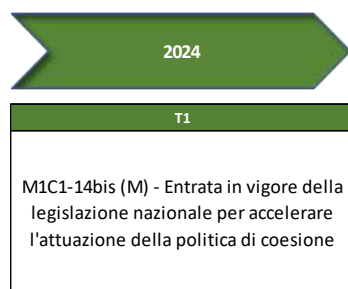 2024
T1
M1C1-14bis (M) - Entrata in vigore della
legislazione nazionale per accelerare
l'attuazione della politica di coesione